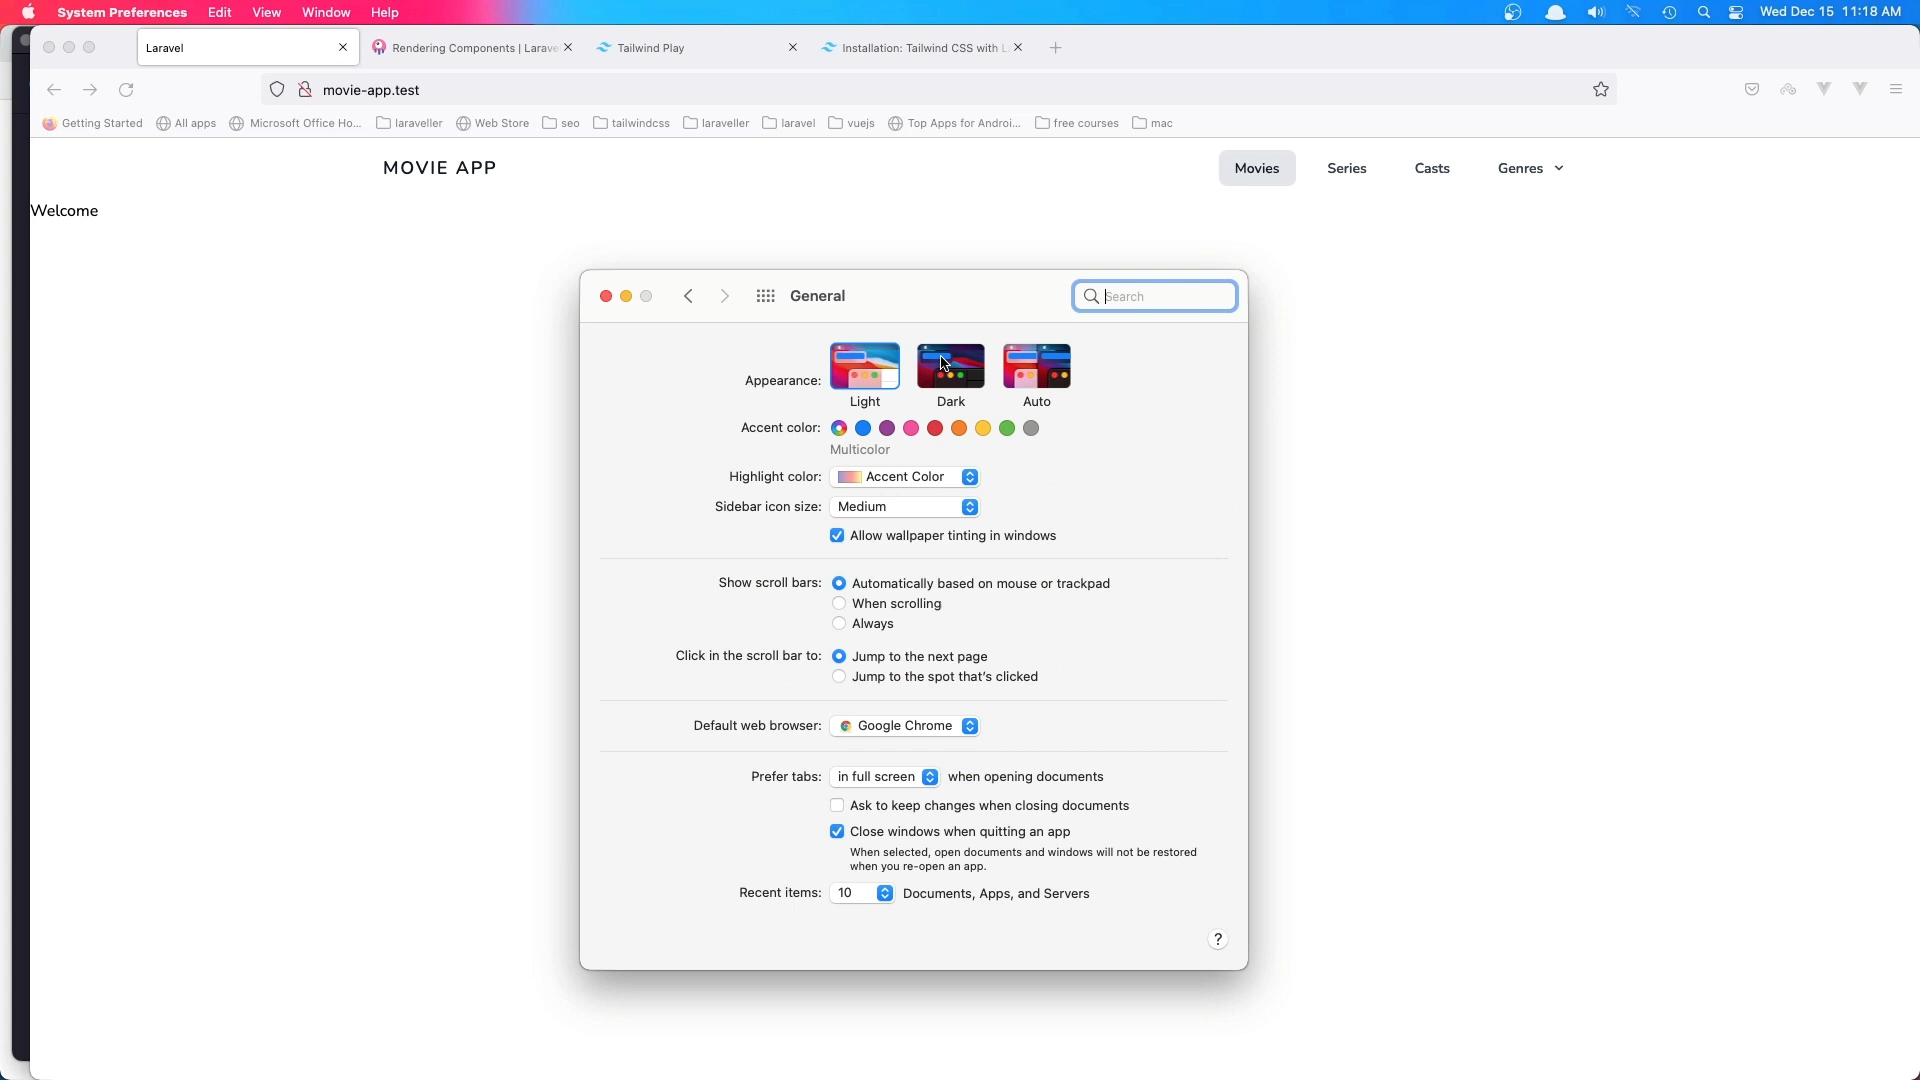 System Preferences Edit View Window Help Wed Dec 15 11:18 AM
Laravel Rendering Components | Larave Tailwind Play Installation: Tailwind CSS with L
movie-app.test
Getting Started All apps Microsoft Office Ho... laraveller Web Store seo tailwindcss laraveller laravel vuejs Top Apps for Androi... free courses mac
MOVIE APP Movies Series Casts Genres
Welcome
General Search
Appearance:
Light Dark Auto
Accent color:
Multicolor
Highlight color: Accent Color
Sidebar icon size: Medium
Allow wallpaper tinting in windows
Show scroll bars: Automatically based on mouse or trackpad
When scrolling
Always
Click in the scroll bar to: Jump to the next page
Jump to the spot that's clicked
Default web browser: Google Chrome
Prefer tabs: in full screen when opening documents
Ask to keep changes when closing documents
Close windows when quitting an app
When selected, open documents and windows will not be restored
when you re-open an app.
Recent items: 10 Documents, Apps, and Servers
?